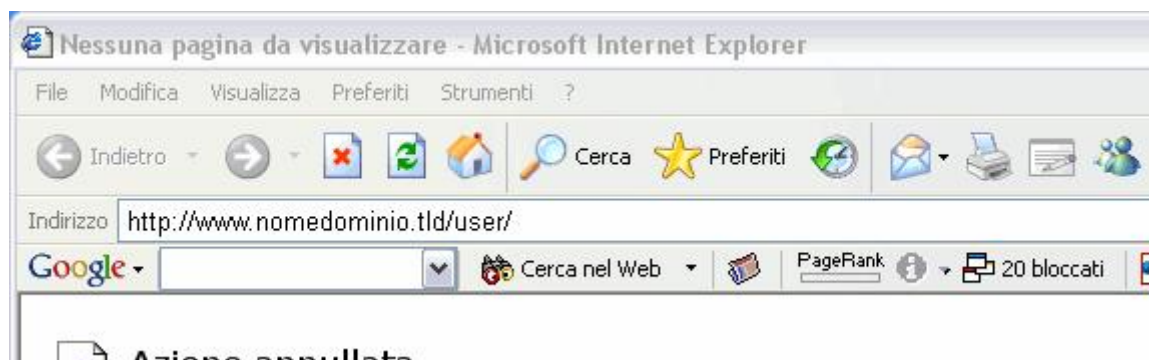 Nessuna pagina da visualizzare - Microsoft Internet Explorer
File Modifica Visualizza Preferiti Strumenti ?
Indietro Cerca Preferiti
Indirizzo http://www.nomedominio.tld/user/
Google Cerca nel Web PageRank 20 bloccati
Azione annullata